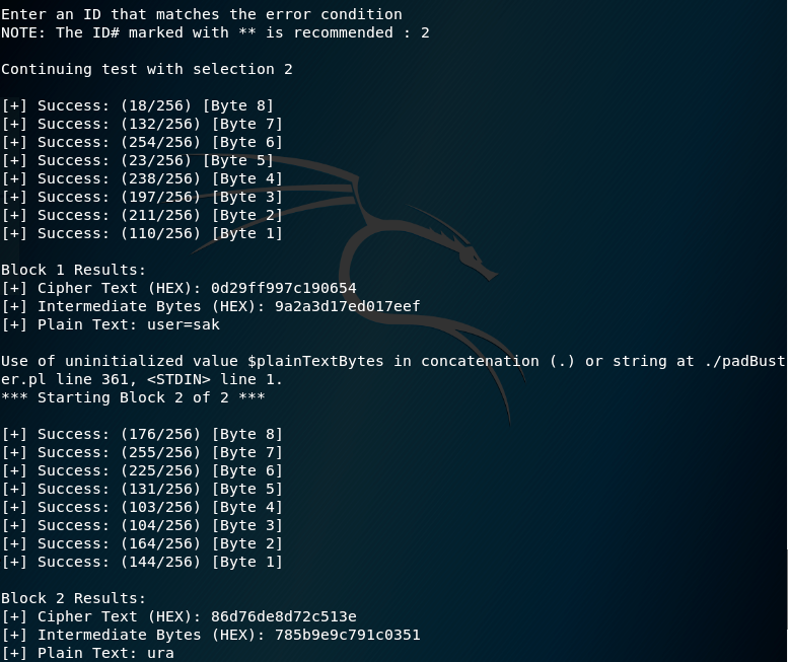 Enter an ID that matches the error condition
NOTE: The ID# marked with ** is recommended : 2
Continuing test with selection 2
[+] Success: (18/256) [Byte 8]
[+] Success: (132/256) [Byte 7]
[+] Success: (254/256) [Byte 6]
[+] Success: (23/256) [Byte 5]
[+] Success: (238/256) [Byte 4]
[+] Success: (197/256) [Byte 3]
[+] Success: (211/256) [Byte 2]
[+] Success: (110/256) [Byte 1]
Block 1 Results:
[+] Cipher Text (HEX): 0d29ff997c190654
[+] Intermediate Bytes (HEX): 9a2a3d17ed017eef
[+] Plain Text: user=sak
Use of uninitialized value $plainTextBytes in concatenation (.) or string at ./padBust
er.pl line 361, <STDIN> line 1.
*** Starting Block 2 of 2 ***
[+] Success: (176/256) [Byte 8]
[+] Success: (255/256) [Byte 7]
[+] Success: (225/256) [Byte 6]
[+] Success: (131/256) [Byte 5]
[+] Success: (103/256) [Byte 4]
[+] Success: (104/256) [Byte 3]
[+] Success: (164/256) [Byte 2]
[+] Success: (144/256) [Byte 1]
Block 2 Results:
[+] Cipher Text (HEX): 86d76de8d72c513e
[+] Intermediate Bytes (HEX): 785b9e9c791c0351
[+] Plain Text: ura